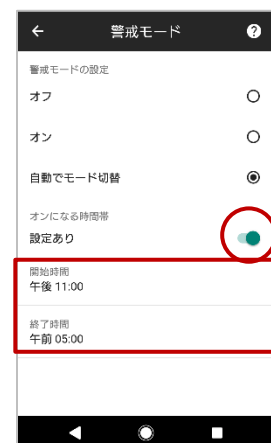 警戒モード
警戒モードの設定
オフ
オン
自動でモード切替
オンになる時間帯
設定あり
開始時間
午後 11:00
終了時間
午前 05:00